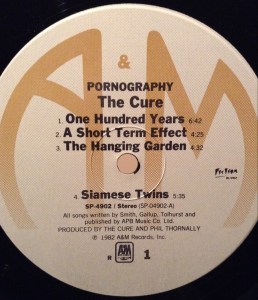 A&M
PORNOGRAPHY
The Cure
1. One Hundred Years 6:42
2. A Short Term Effect 4:25
3. The Hanging Garden 4:32
Fiction
4. Siamese Twins 5:35
SP-4902 / Stereo (SP-04902-A)
All songs written by Smith, Gallup, Tolhurst and
published by APB Music Co. Ltd.
PRODUCED BY THE CURE AND PHIL THORNALLY
℗ 1982 A&M Records, Inc.
R
A&M
1